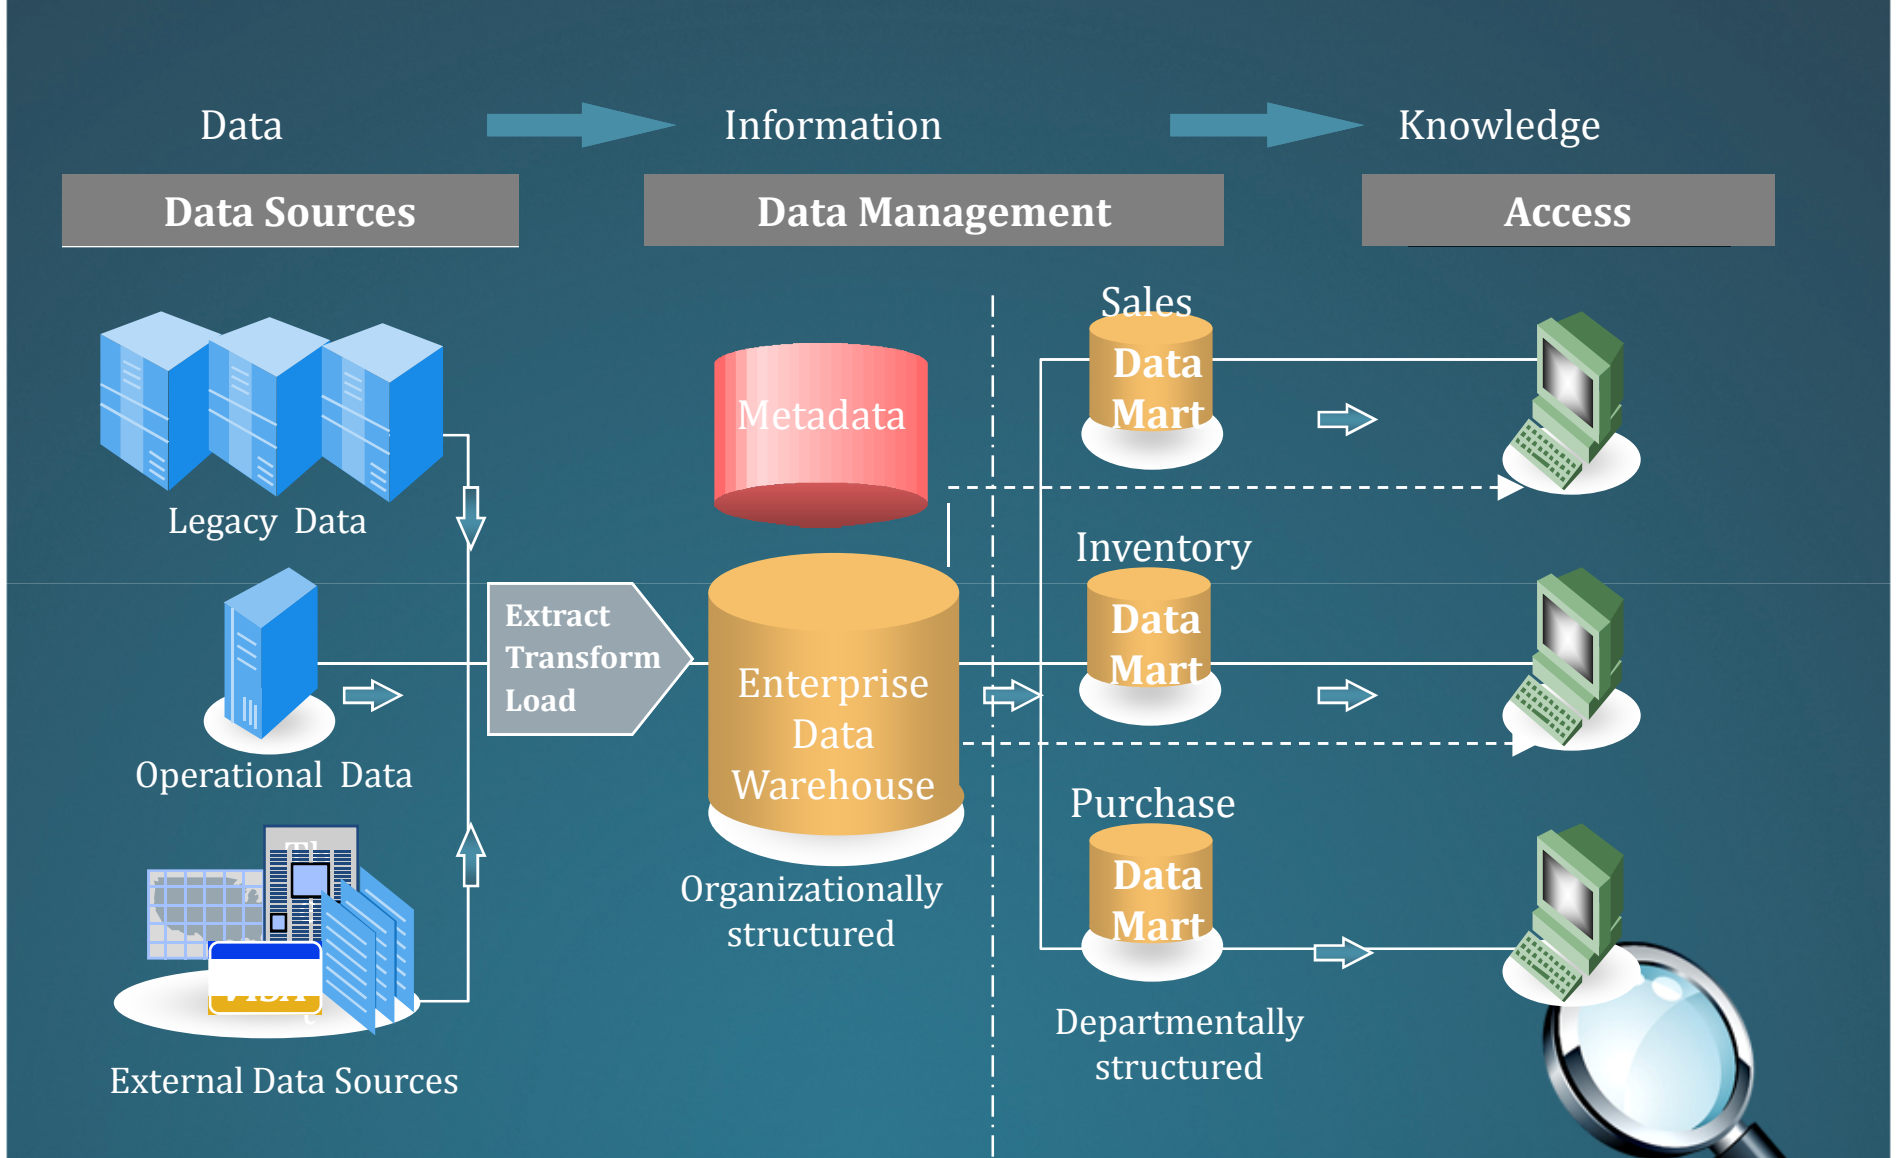 Data
Information
Knowledge
Data Sources
Data Management
Access
Legacy Data
Operational Data
External Data Sources
Extract
Transform
Load
Metadata
Enterprise
Data
Warehouse
Organizationally
structured
Sales
Data
Mart
Inventory
Data
Mart
Purchase
Data
Mart
Departmentally
structured